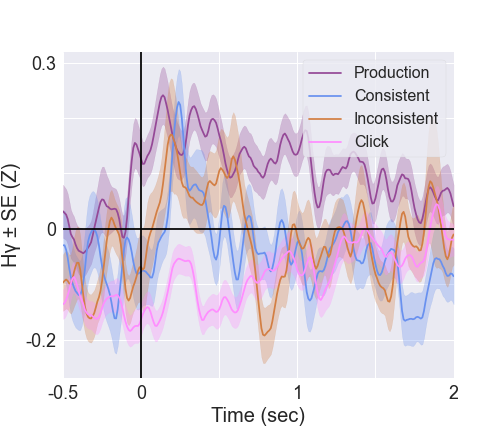 0.3
0
-0.2
Hγ ± SE (Z)
Production
Consistent
Inconsistent
Click
-0.5 0 1 2
Time (sec)